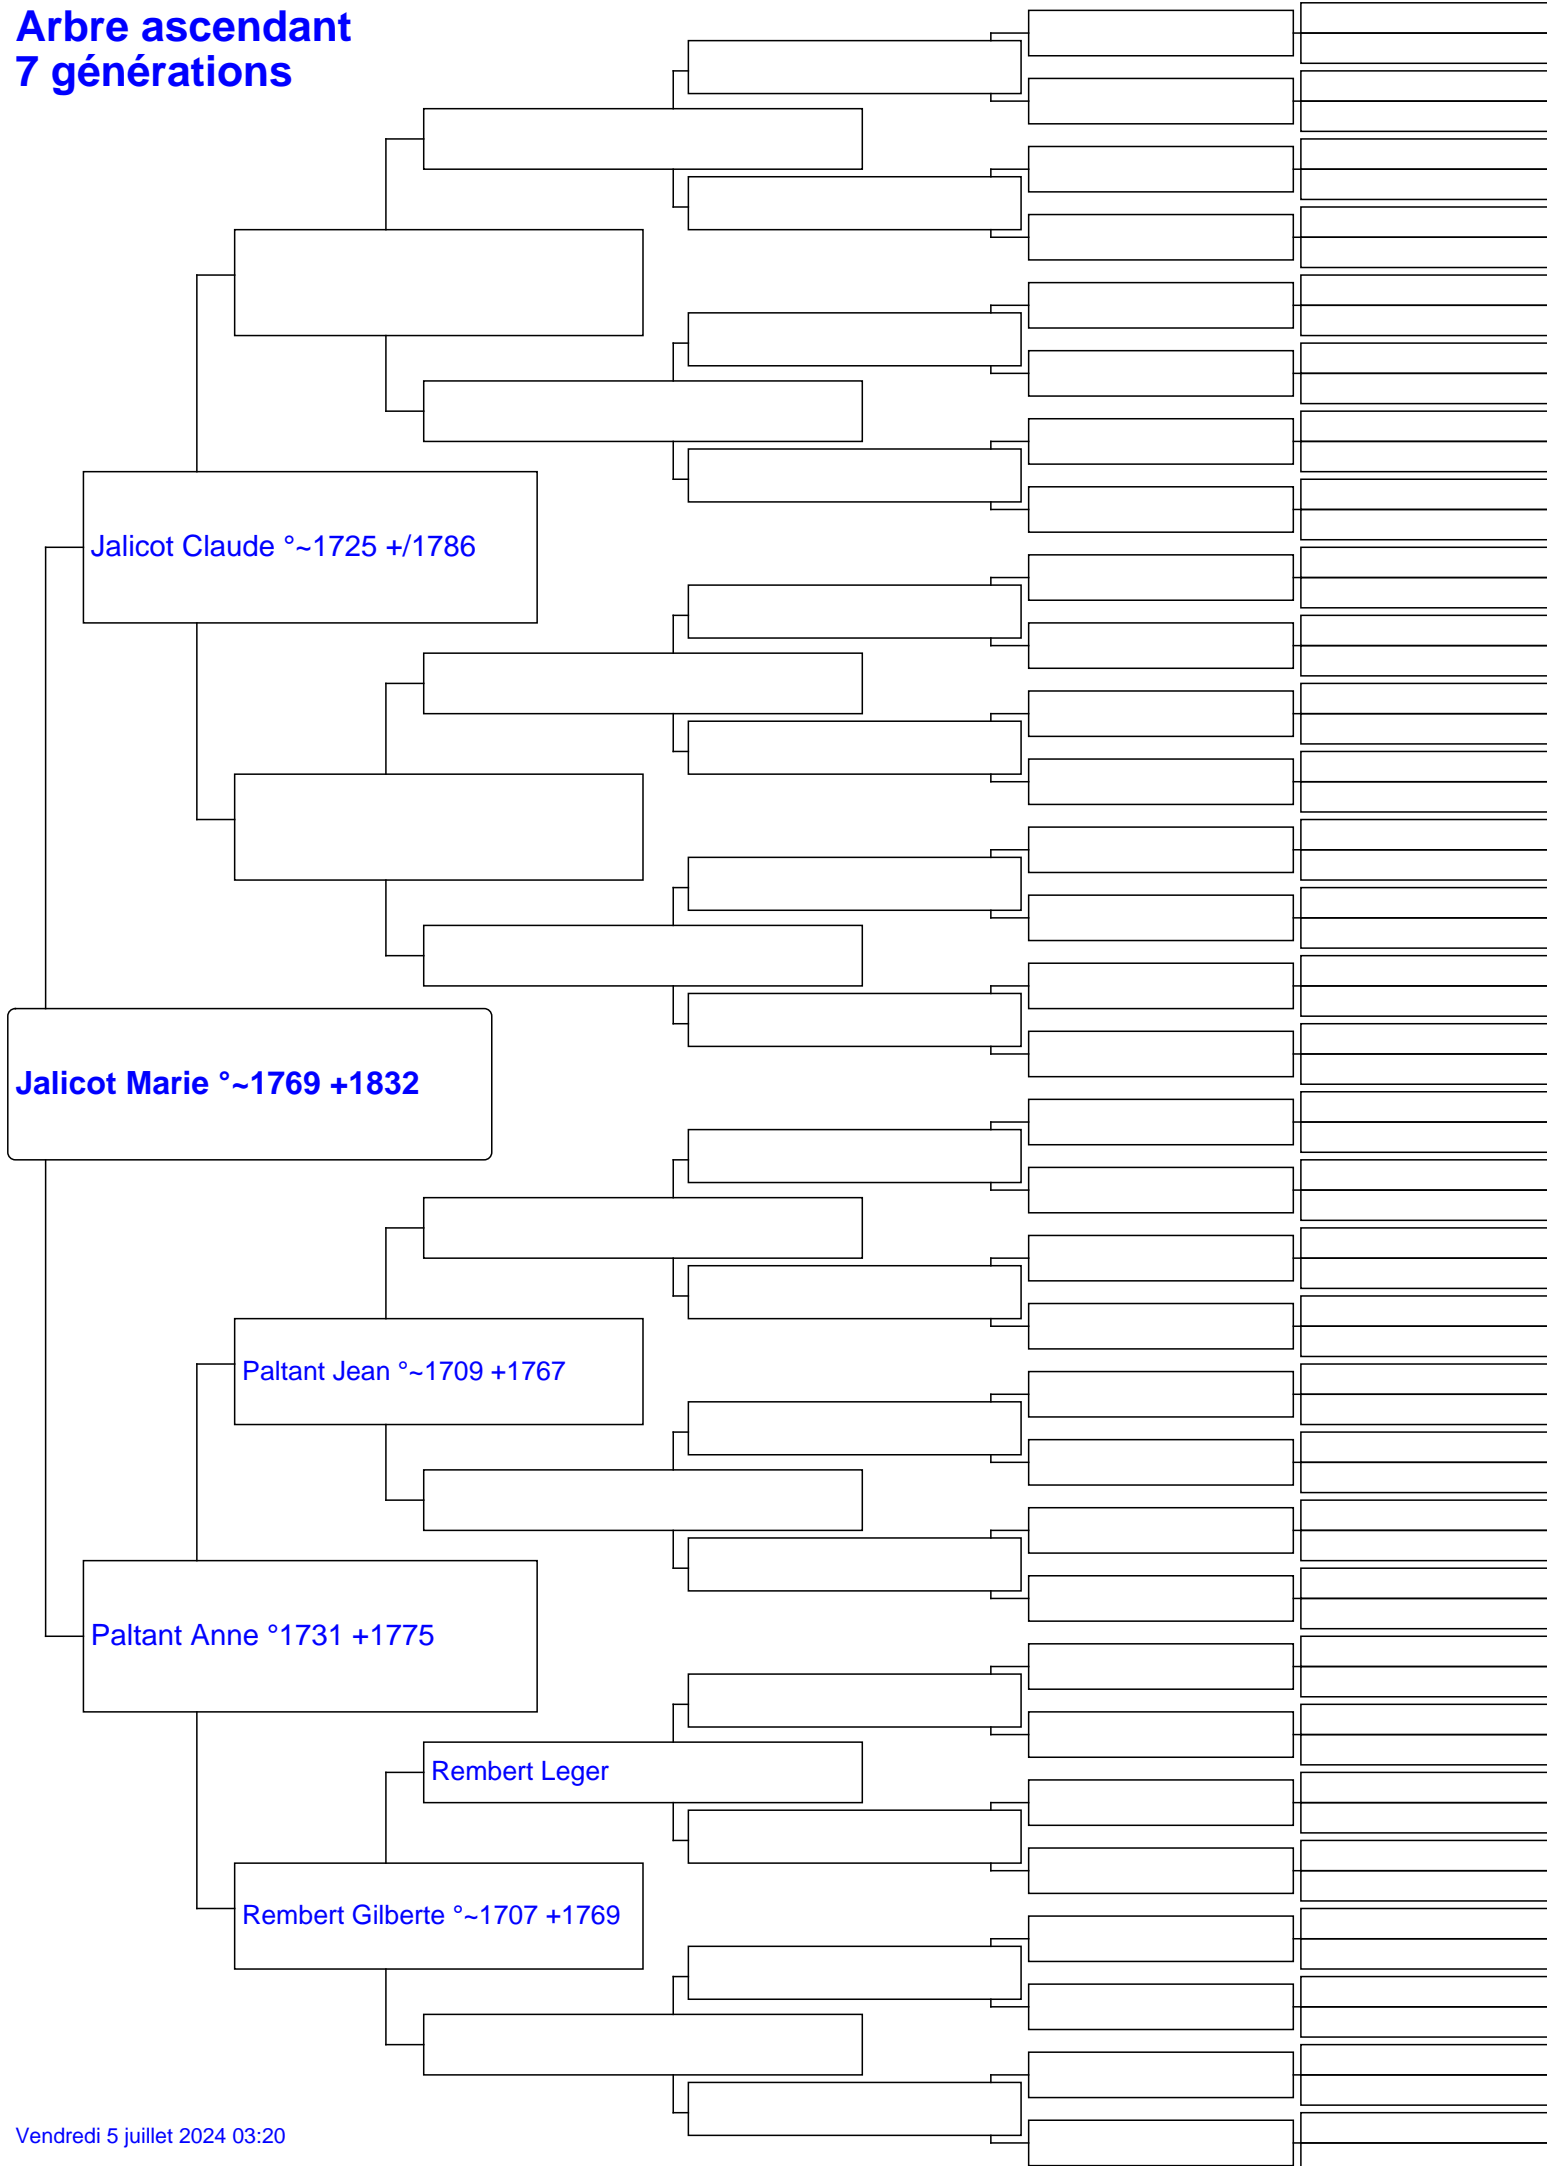 Arbre ascendant
7 générations
Jalicot Claude °~1725 +/1786
Jalicot Marie °~1769 +1832
Paltant Jean °~1709 +1767
Paltant Anne °1731 +1775
Rembert Leger
Rembert Gilberte °~1707 +1769
Vendredi 5 juillet 2024 03:20